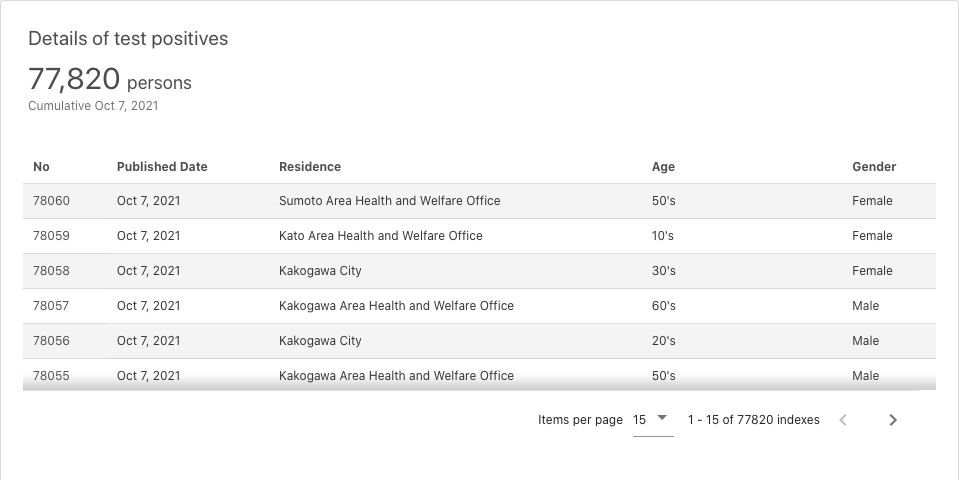 Details of test positives
77,820 persons
Cumulative Oct 7, 2021
No Published Date Residence Age Gender
78060 Oct 7, 2021 Sumoto Area Health and Welfare Office 50's Female
78059 Oct 7, 2021 Kato Area Health and Welfare Office 10's Female
78058 Oct 7, 2021 Kakogawa City 30's Female
78057 Oct 7, 2021 Kakogawa Area Health and Welfare Office 60's Male
78056 Oct 7, 2021 Kakogawa City 20's Male
78055 Oct 7, 2021 Kakogawa Area Health and Welfare Office 50's Male
Items per page 15 1 - 15 of 77820 indexes